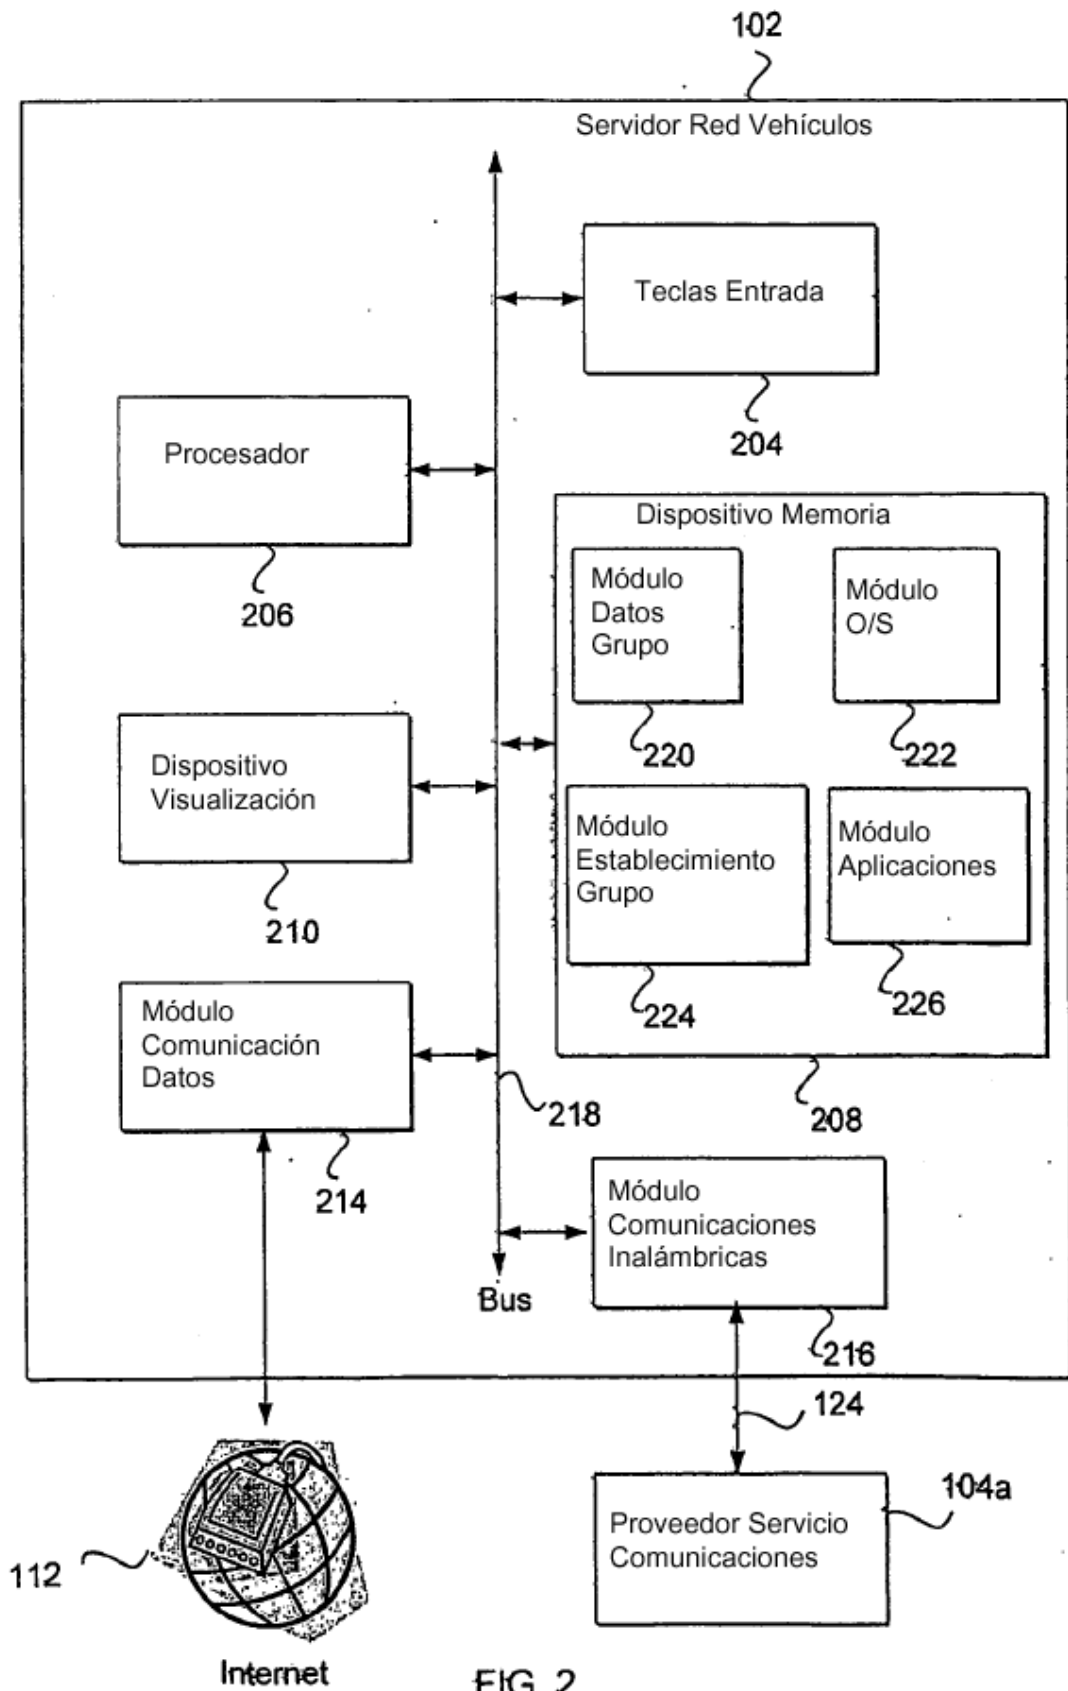 102
Servidor Red Vehículos
Teclas Entrada
204
Procesador
206
Dispositivo Memoria
Módulo
Datos
Grupo
220
Módulo
O/S
222
Dispositivo
Visualización
210
Módulo
Establecimiento
Grupo
224
Módulo
Aplicaciones
226
208
Módulo
Comunicación
Datos
214
218
Bus
Módulo
Comunicaciones
Inalámbricas
216
124
104a
Proveedor Servicio
Comunicaciones
112
Internet
FIG. 2